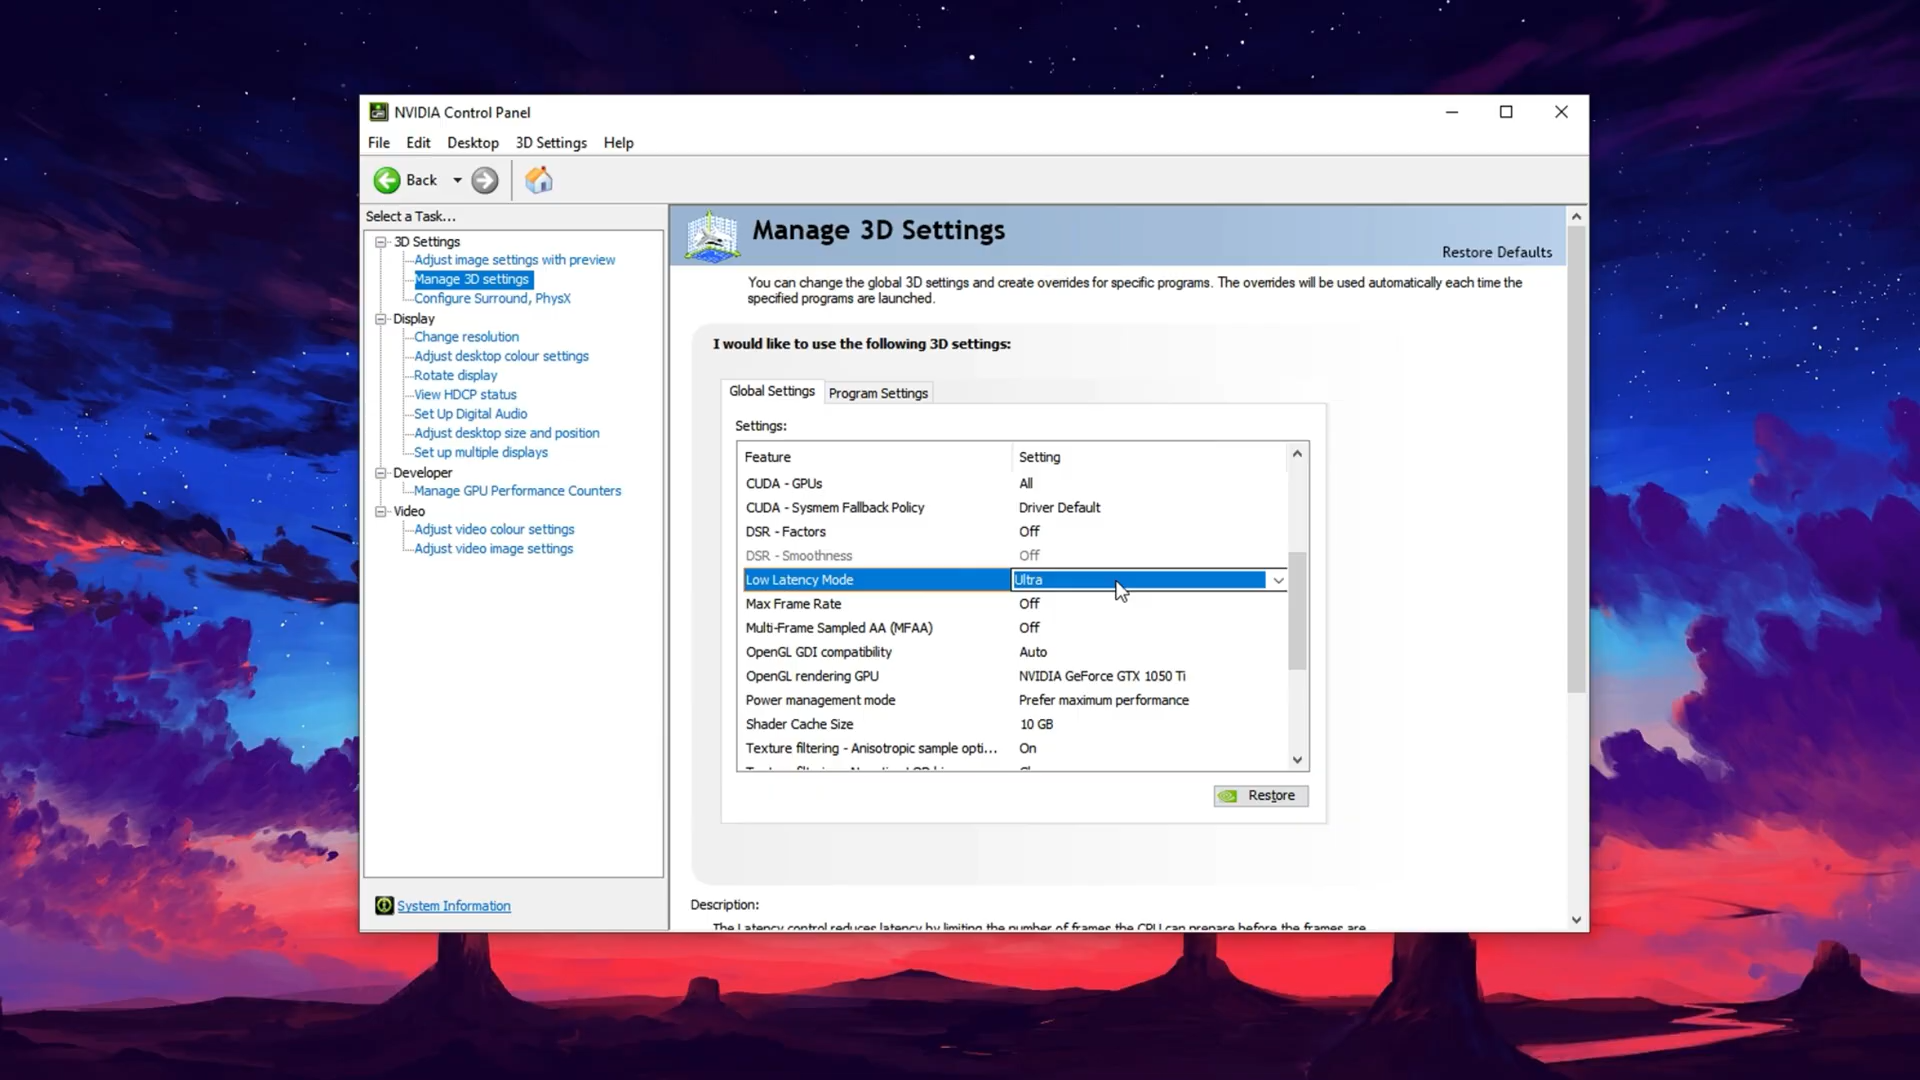 NVIDIA Control Panel
File Edit Desktop 3D Settings Help
Back
Select a Task...
3D Settings
Adjust image settings with preview
Manage 3D settings
Configure Surround, PhysX
Display
Change resolution
Adjust desktop colour settings
Rotate display
View HDCP status
Set Up Digital Audio
Adjust desktop size and position
Set up multiple displays
Developer
Manage GPU Performance Counters
Video
Adjust video colour settings
Adjust video image settings
System Information
Manage 3D Settings
Restore Defaults
You can change the global 3D settings and create overrides for specific programs. The overrides will be used automatically each time the
specified programs are launched.
I would like to use the following 3D settings:
Global Settings Program Settings
Settings:
Feature Setting
CUDA - GPUs All
CUDA - Sysmem Fallback Policy Driver Default
DSR - Factors Off
DSR - Smoothness Off
Low Latency Mode Ultra
Max Frame Rate Off
Multi-Frame Sampled AA (MFAA) Off
OpenGL GDI compatibility Auto
OpenGL rendering GPU NVIDIA GeForce GTX 1050 Ti
Power management mode Prefer maximum performance
Shader Cache Size 10 GB
Texture filtering - Anisotropic sample opti... On
Restore
Description:
The Latency control reduces latency by limiting the number of frames the CPU can prepare before the frames are